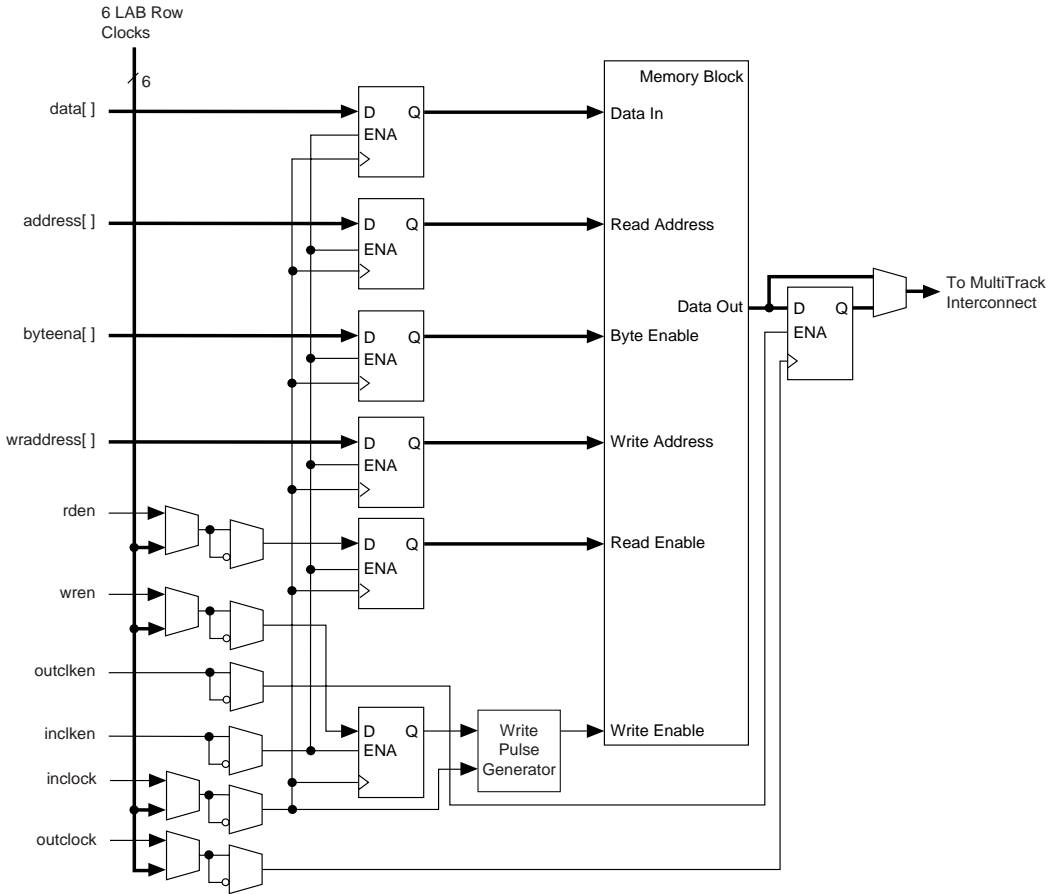 6 LAB Row
Clocks
6
Memory Block
data[ ]
D Q
ENA
Data In
address[ ]
D Q
ENA
Read Address
To MultiTrack
Interconnect
Data Out
D Q
ENA
byteena[ ]
D Q
ENA
Byte Enable
wraddress[ ]
D Q
ENA
Write Address
rden
D Q
ENA
Read Enable
wren
outclken
inclken
D Q
ENA
Write
Pulse
Generator
Write Enable
inclock
outclock